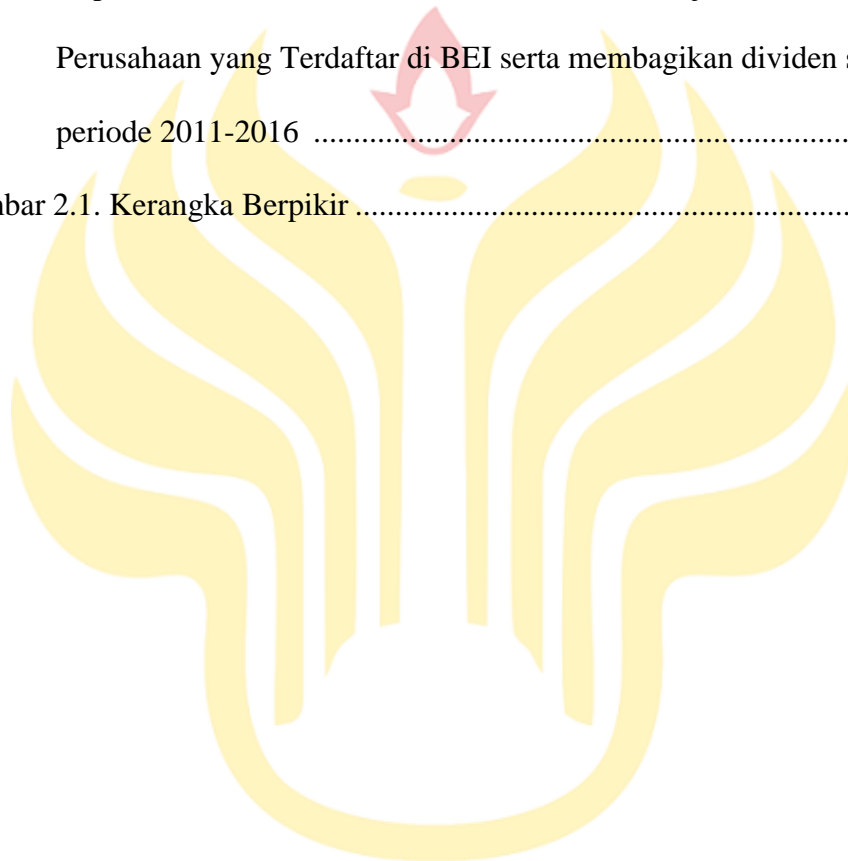 Perusahaan yang Terdaftar di BEI serta membagikan dividen s
periode 2011-2016 ...................................................................
bar 2.1. Kerangka Berpikir ..............................................................